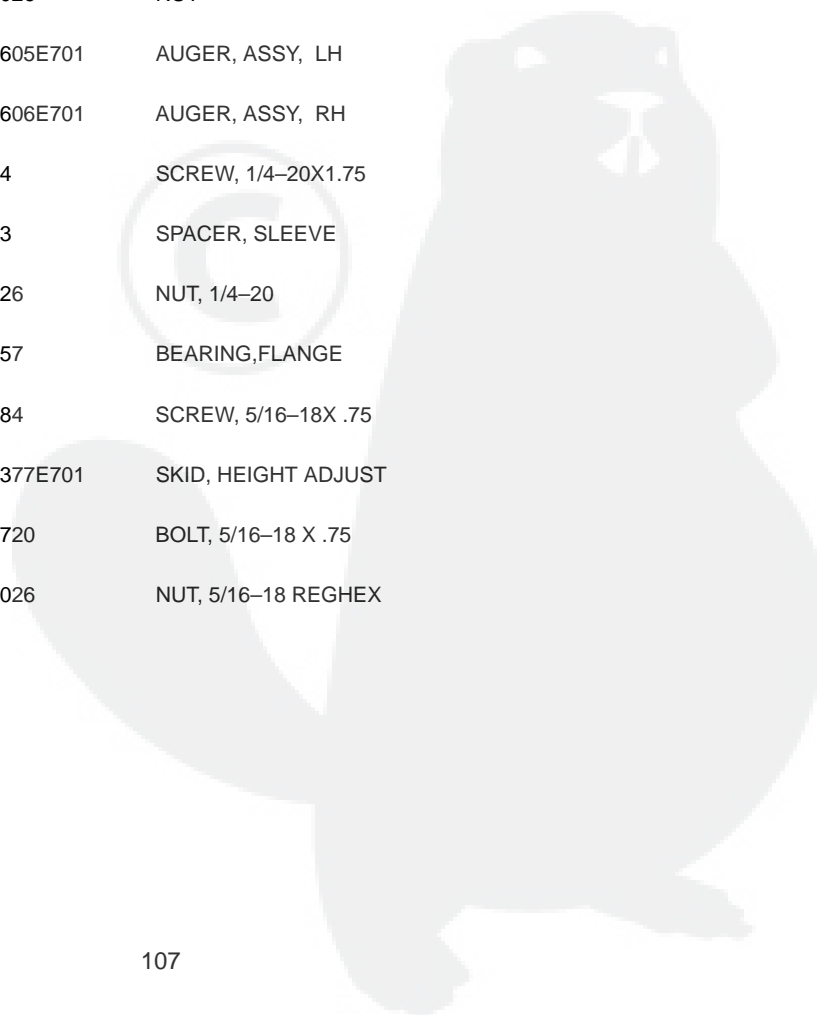 605E701 AUGER, ASSY, LH
606E701 AUGER, ASSY, RH
4 SCREW, 1/4–20X1.75
3 SPACER, SLEEVE
26 NUT, 1/4–20
57 BEARING,FLANGE
84 SCREW, 5/16–18X .75
377E701 SKID, HEIGHT ADJUST
720 BOLT, 5/16–18 X .75
026 NUT, 5/16–18 REGHEX
©
107